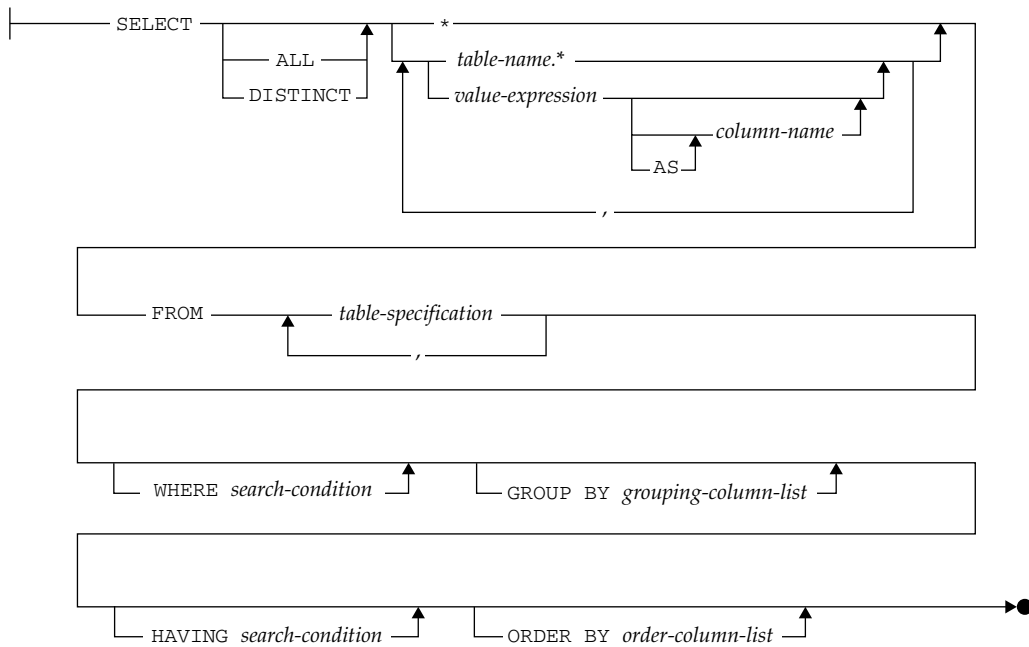 SELECT
*
ALL
table-name.*
DISTINCT
value-expression
column-name
AS
,
FROM
table-specification
,
WHERE search-condition
GROUP BY grouping-column-list
HAVING search-condition
ORDER BY order-column-list